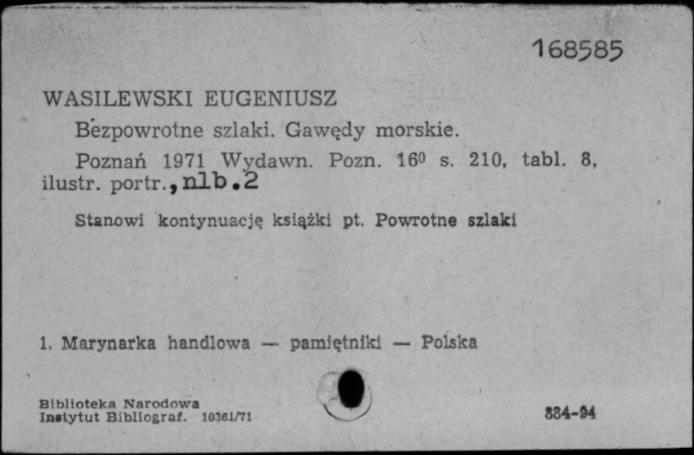 168585
WASILEWSKI EUGENIUSZ
Bezpowrotne szlaki. Gawędy morskie.
Poznań 1971 Wydawn. Pozn. 16⁰ s. 210, tabl. 8,
ilustr. portr., nlb.2
Stanowi kontynuację książki pt. Powrotne szlaki
1. Marynarka handlowa — pamiętniki — Polska
Biblioteka Narodowa
Instytut Bibliograf. 10361/71
884-94